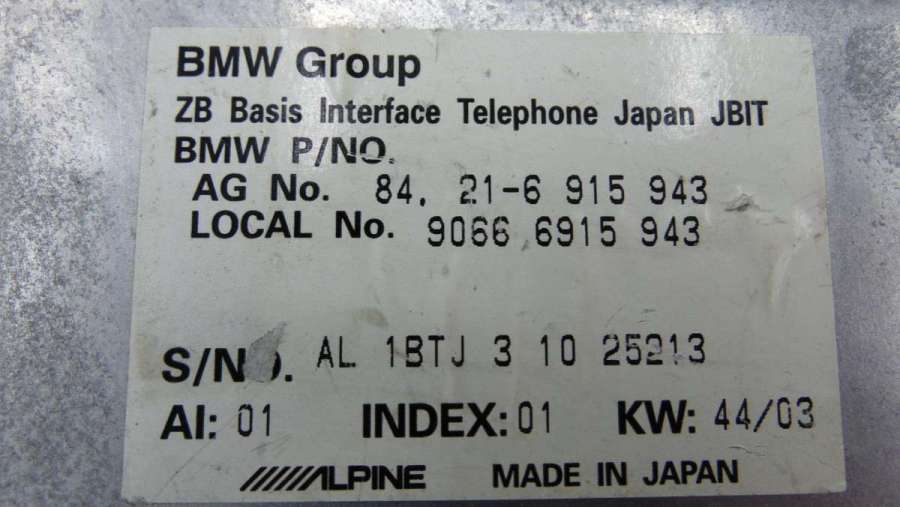 BMW Group
ZB Basis Interface Telephone Japan JBIT
BMW P/NO.
AG No. 84, 21-6 915 943
LOCAL No. 9066 6915 943
S/NO. AL 1BTJ 3 10 25213
AI: 01 INDEX: 01 KW: 44/03
ALPINE MADE IN JAPAN